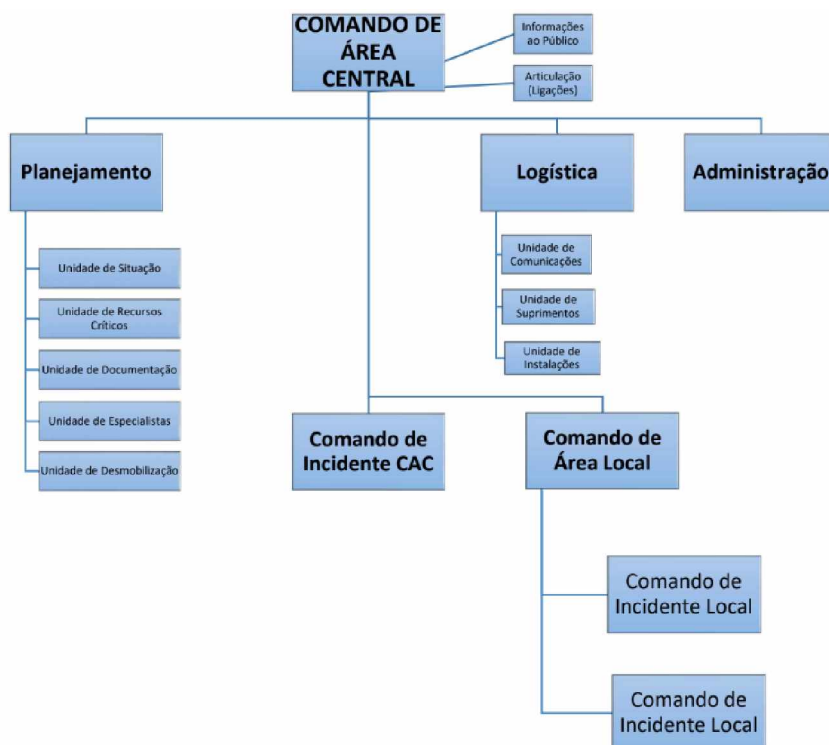 COMANDO DE
ÁREA
CENTRAL
Informações
ao Público
Articulação
(Ligações)
Planejamento
Logística
Administração
Unidade de Situação
Unidade de Recursos
Críticos
Unidade de Documentação
Unidade de Especialistas
Unidade de Desmobilização
Unidade de
Comunicações
Unidade de
Suprimentos
Unidade de
Instalações
Comando de
Incidente CAC
Comando de
Área Local
Comando de
Incidente Local
Comando de
Incidente Local